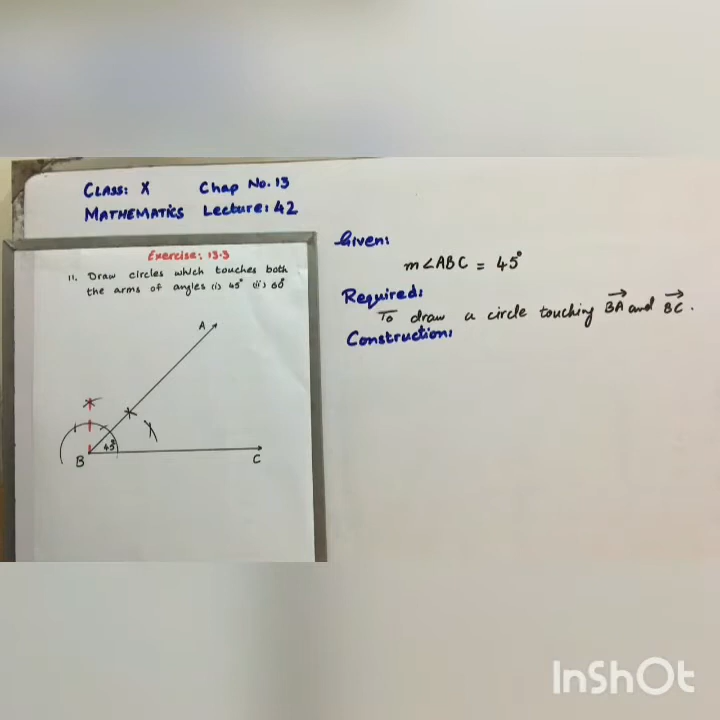 CLASS: X Chap No. 13
MATHEMATICS Lecture: 42
Exercise: 13.3
11. Draw circles which touches both
the arms of angles (i) 45° (ii) 60°
A
45°
B
C
Given:
m∠ABC = 45°
Required:
To draw a circle touching BA→ and BC→.
Construction:
InShOt